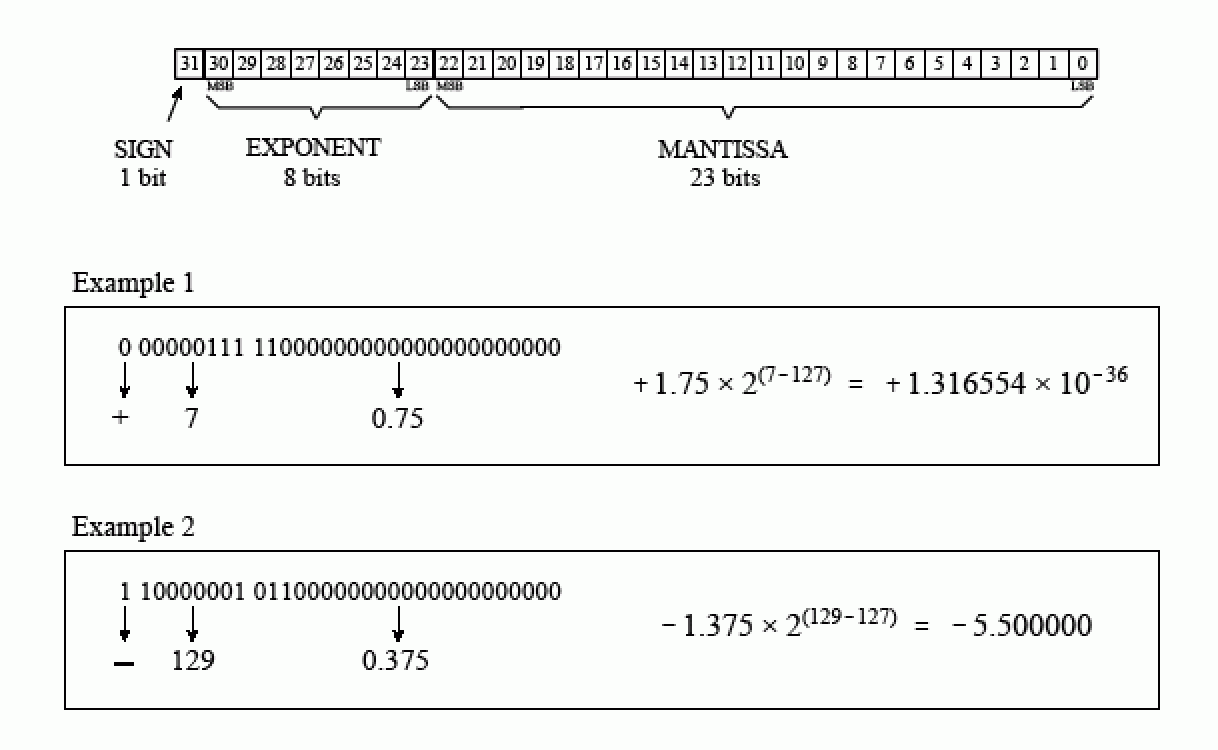 31 30 29 28 27 26 25 24 23 22 21 20 19 18 17 16 15 14 13 12 11 10 9 8 7 6 5 4 3 2 1 0
MSB LSB MSB LSB
SIGN EXPONENT MANTISSA
1 bit 8 bits 23 bits
Example 1
0 00000111 11000000000000000000000
+ 7 0.75
+1.75 × 2^(7−127) = +1.316554 × 10^−36
Example 2
1 10000001 01100000000000000000000
− 129 0.375
−1.375 × 2^(129−127) = −5.500000